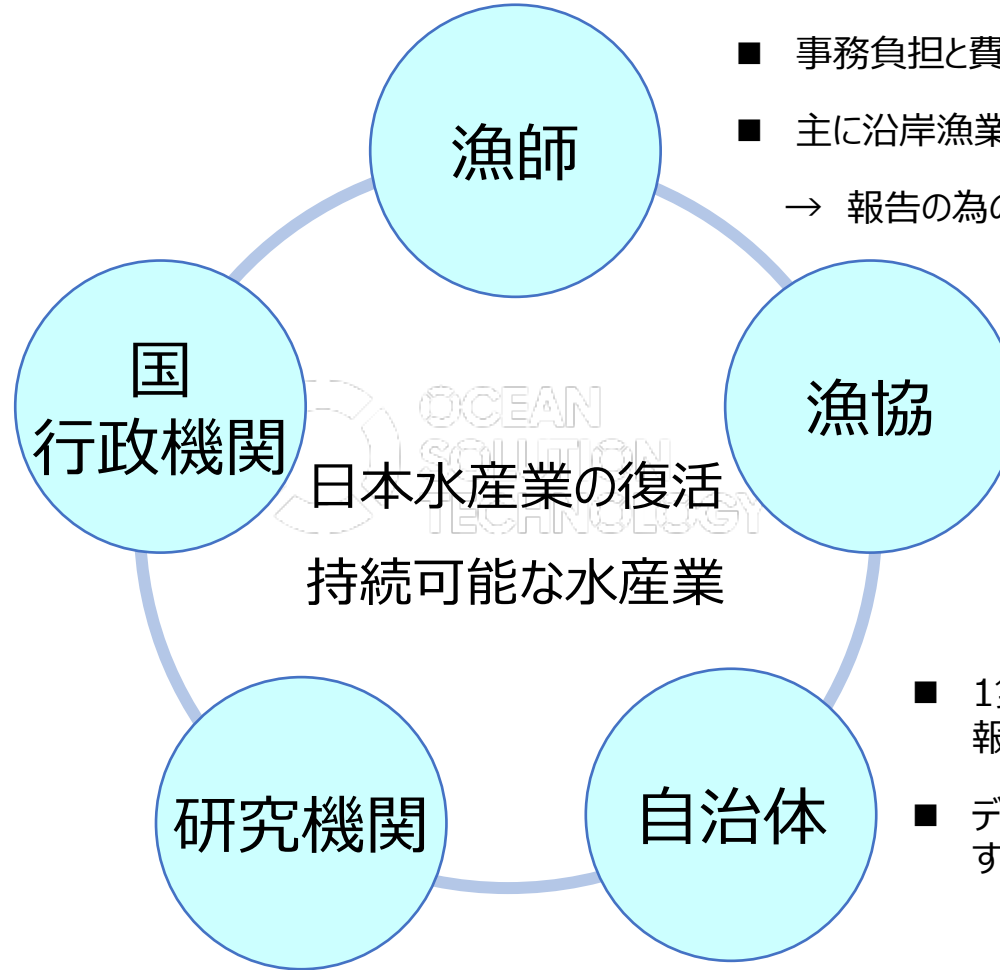 ■ 事務負担と費
■ 主に沿岸漁業
→ 報告の為の
漁師
国
行政機関
漁協
OCEAN
SOLUTION
TECHNOLOGY
日本水産業の復活
持続可能な水産業
研究機関
自治体
■ 1
報
■ デ
す